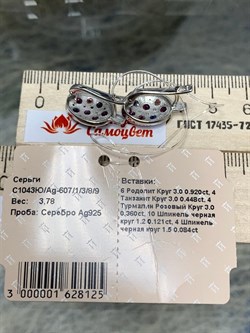 Самоцвет
ГОСТ 17435-72
Серьги
С1043Ю/Ag-607/1/3/8/9
Вес: 3,78
Проба: Серебро Ag925
Вставки:
6 Родолит Круг 3.0 0.920ct, 4
Танзанит Круг 3.0 0.448ct, 4
Турмалин Розовый Круг 3.0
0.360ct, 10 Шпинель черная
круг 1.2 0.121ct, 4 Шпинель
черная круг 1.5 0.084ct
3 000001 628125